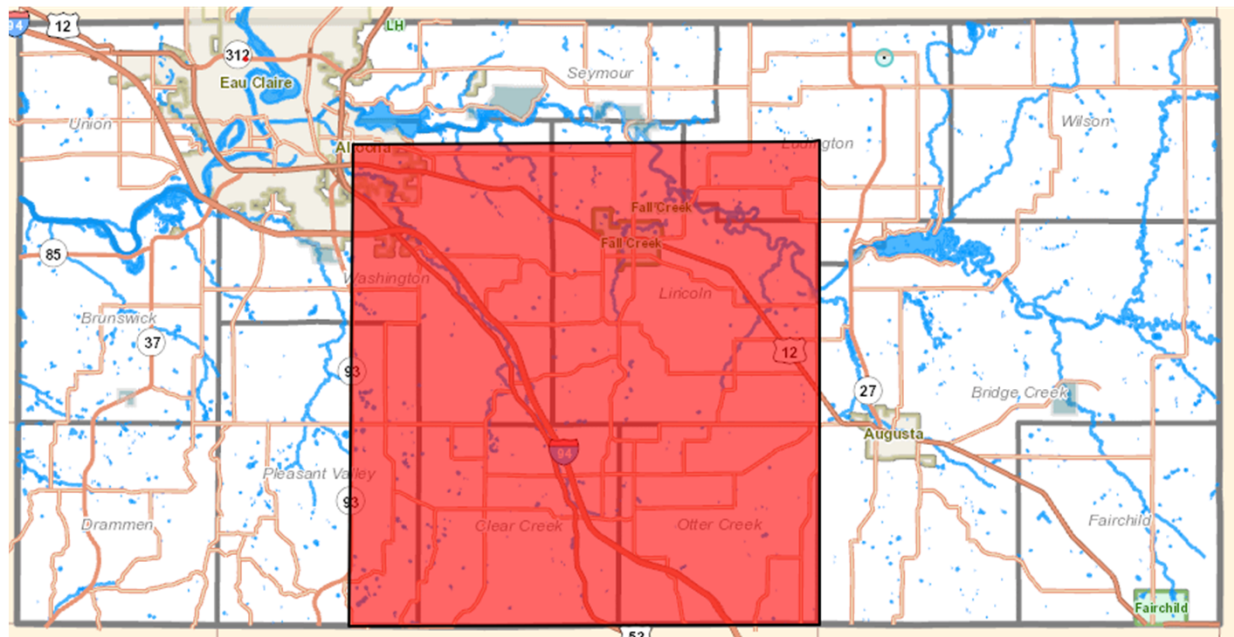 94
12
LH
312
Seymour
Eau Claire
Union
Wilson
Altoona
Ludington
Fall Creek
Fall Creek
85
Washington
Lincoln
Brunswick
37
12
93
27
Bridge Creek
Augusta
94
Pleasant Valley
93
Drammen
Clear Creek
Otter Creek
Fairchild
Fairchild
53